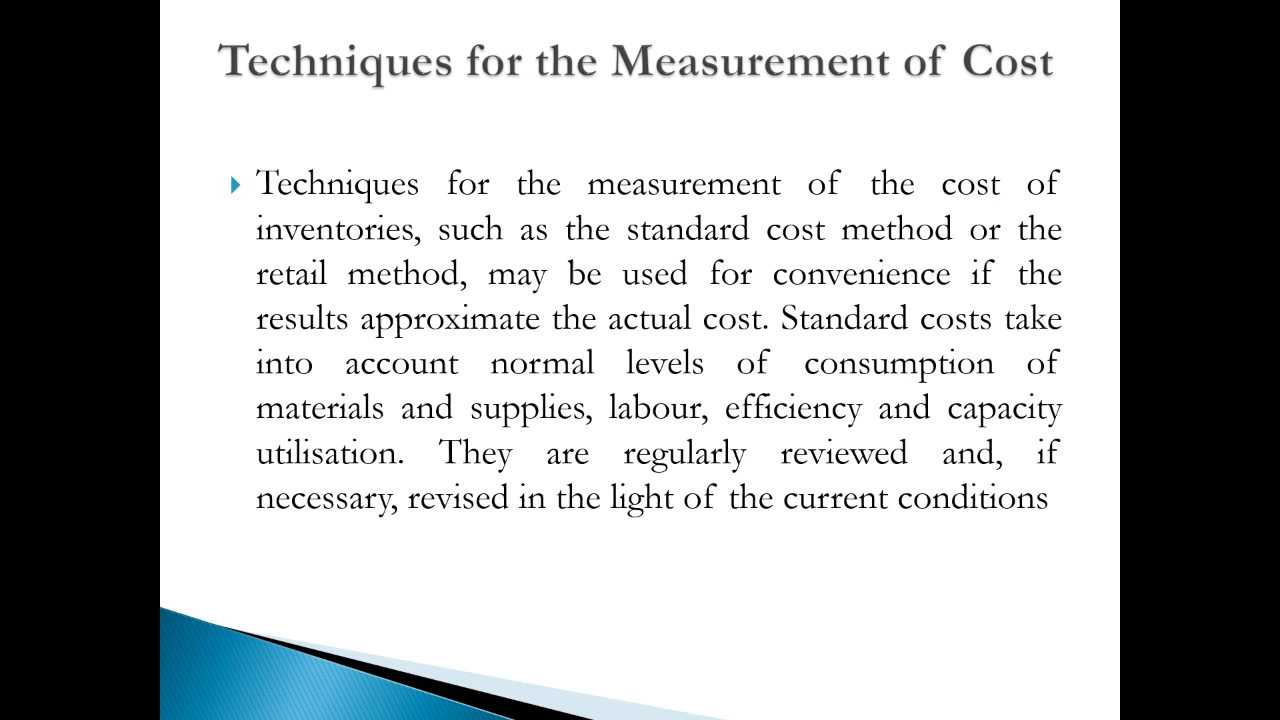 Techniques for the Measurement of Cost
Techniques for the measurement of the cost of
inventories, such as the standard cost method or the
retail method, may be used for convenience if the
results approximate the actual cost. Standard costs take
into account normal levels of consumption of
materials and supplies, labour, efficiency and capacity
utilisation. They are regularly reviewed and, if
necessary, revised in the light of the current conditions